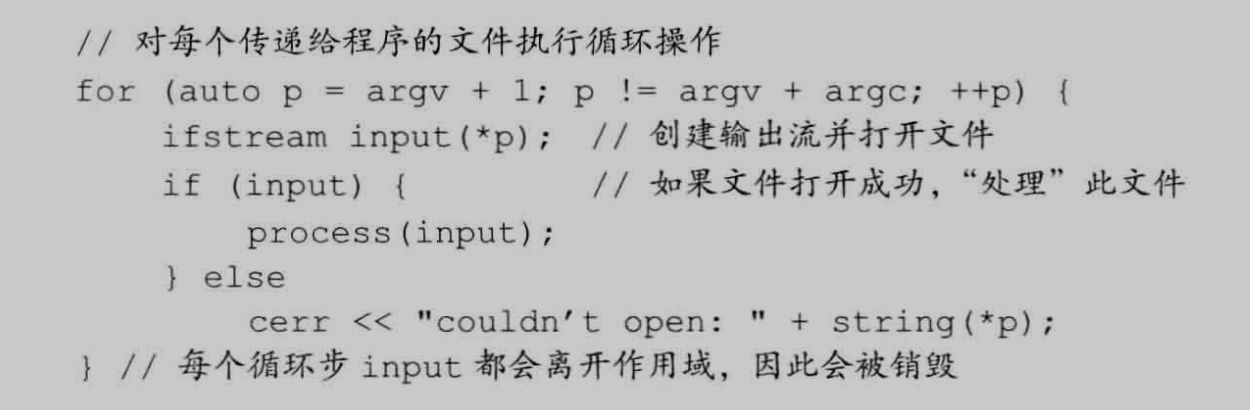 // 对每个传递给程序的文件执行循环操作
for (auto p = argv + 1; p != argv + argc; ++p) {
    ifstream input(*p);  // 创建输出流并打开文件
    if (input) {         // 如果文件打开成功，“处理”此文件
        process(input);
    } else
        cerr << "couldn't open: " + string(*p);
} // 每个循环步 input 都会离开作用域，因此会被销毁